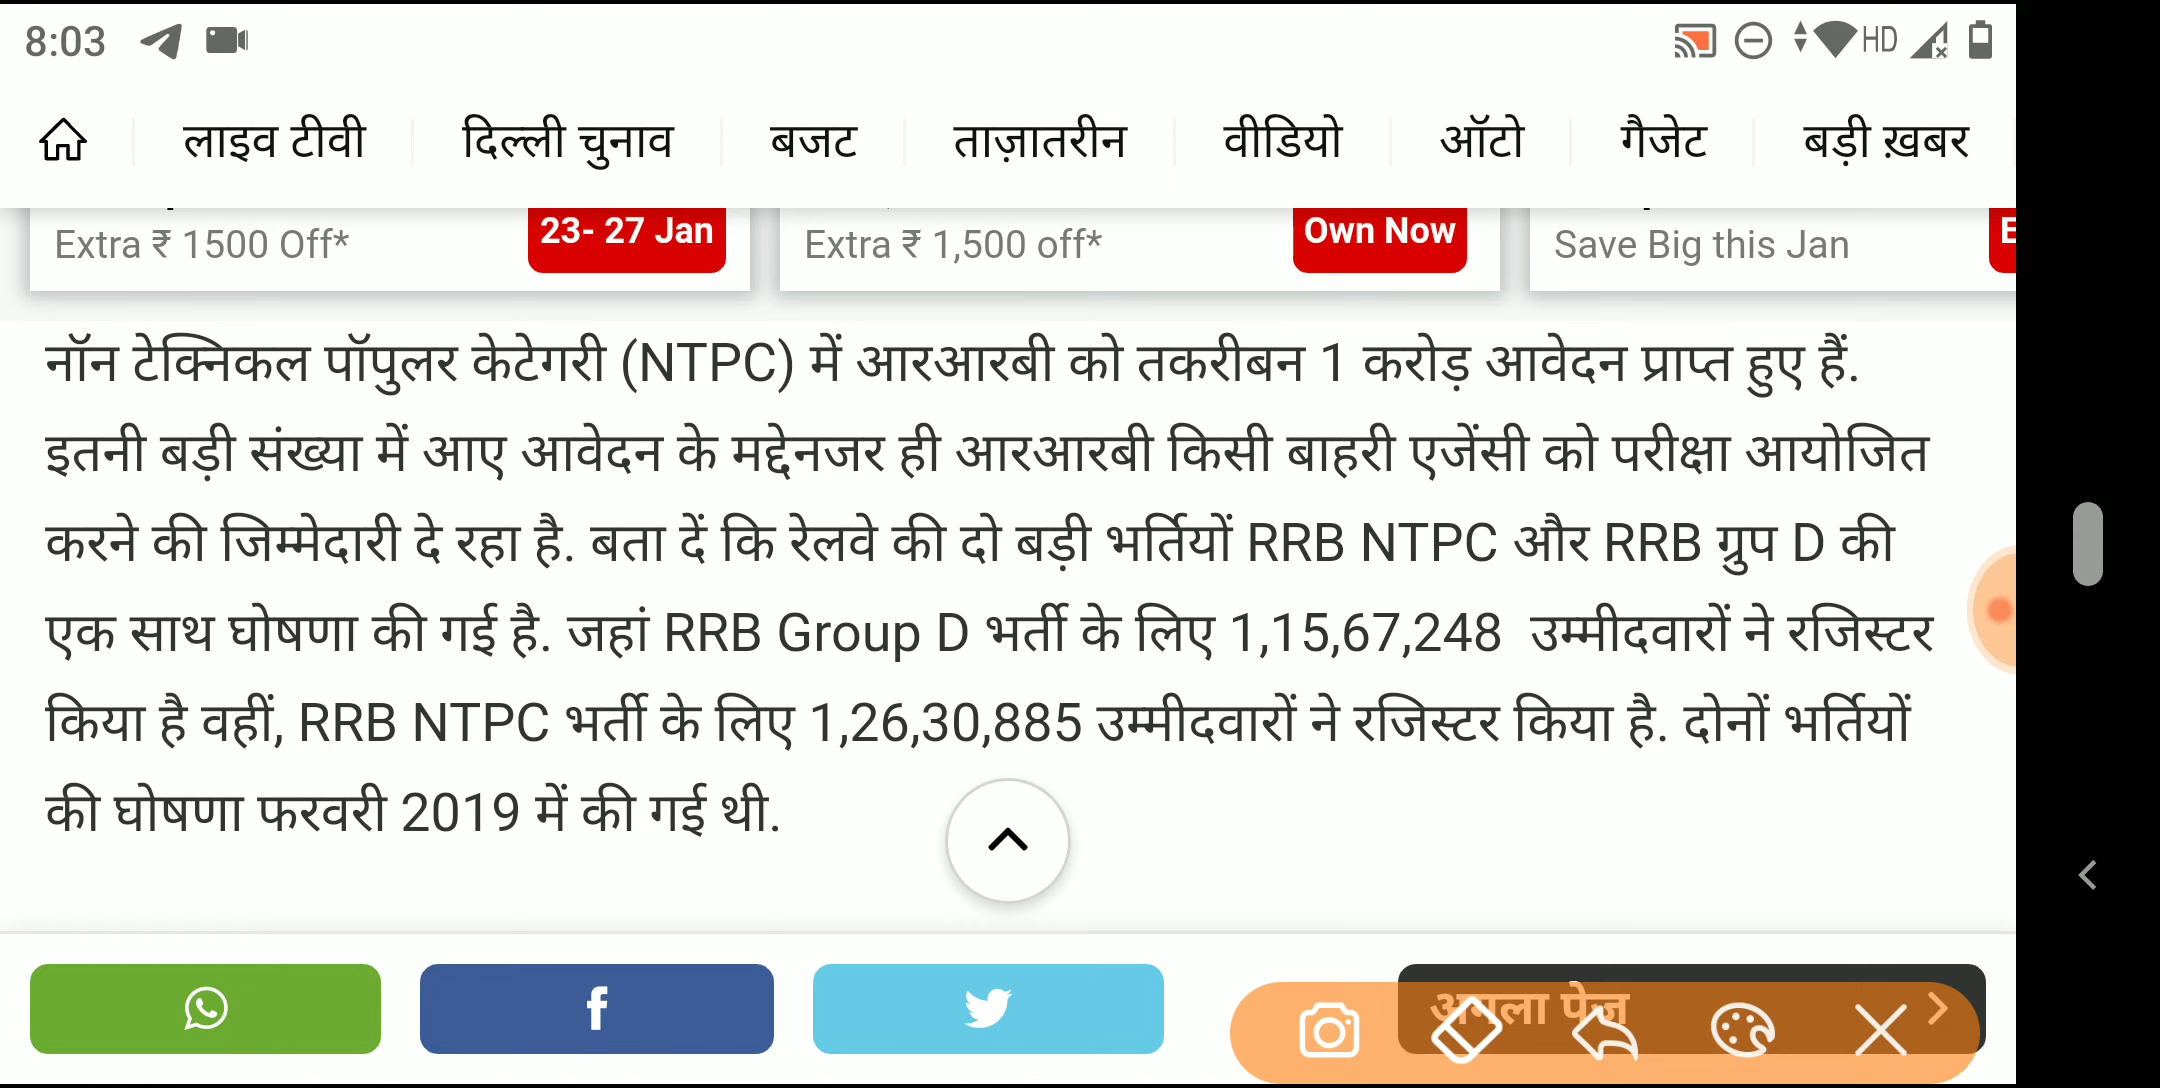 8:03 HD
लाइव टीवी दिल्ली चुनाव बजट ताज़ातरीन वीडियो ऑटो गैजेट बड़ी ख़बर
Extra ₹ 1500 Off* 23- 27 Jan Extra ₹ 1,500 off* Own Now Save Big this Jan
नॉन टेक्निकल पॉपुलर केटेगरी (NTPC) में आरआरबी को तकरीबन 1 करोड़ आवेदन प्राप्त हुए हैं.
इतनी बड़ी संख्या में आए आवेदन के मद्देनजर ही आरआरबी किसी बाहरी एजेंसी को परीक्षा आयोजित
करने की जिम्मेदारी दे रहा है. बता दें कि रेलवे की दो बड़ी भर्तियों RRB NTPC और RRB ग्रुप D की
एक साथ घोषणा की गई है. जहां RRB Group D भर्ती के लिए 1,15,67,248 उम्मीदवारों ने रजिस्टर
किया है वहीं, RRB NTPC भर्ती के लिए 1,26,30,885 उम्मीदवारों ने रजिस्टर किया है. दोनों भर्तियों
की घोषणा फरवरी 2019 में की गई थी.
अगला पेज